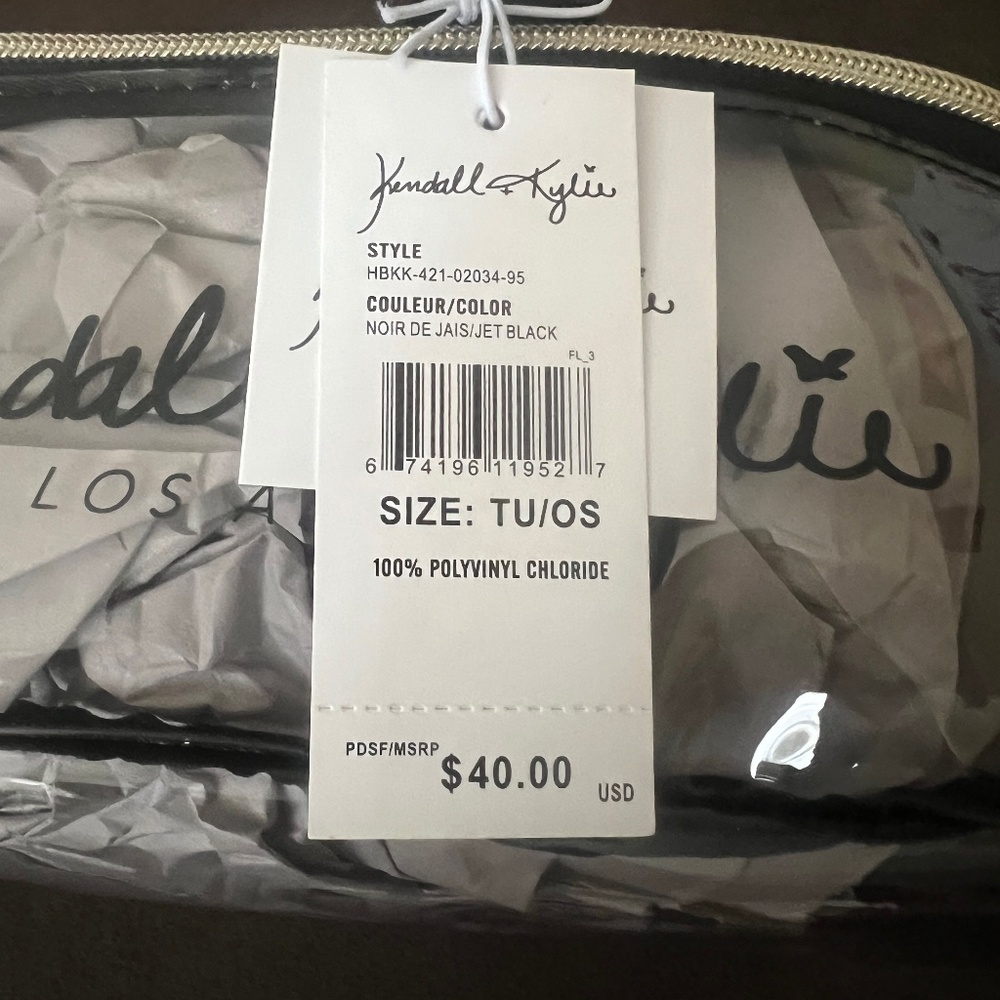 Kendall + Kylie
STYLE
HBKK-421-02034-95
COULEUR/COLOR
NOIR DE JAIS/JET BLACK
FL_3
6 74196 11952 7
SIZE: TU/OS
100% POLYVINYL CHLORIDE
PDSF/MSRP $40.00 USD
dal lie
LOS A